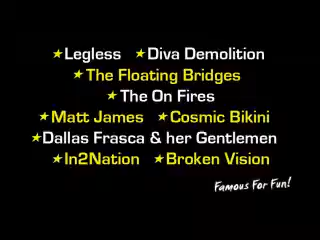 ★Legless ★Diva Demolition
★The Floating Bridges
★The On Fires
★Matt James ★Cosmic Bikini
★Dallas Frasca & her Gentlemen
★In2Nation ★Broken Vision
Famous For Fun!